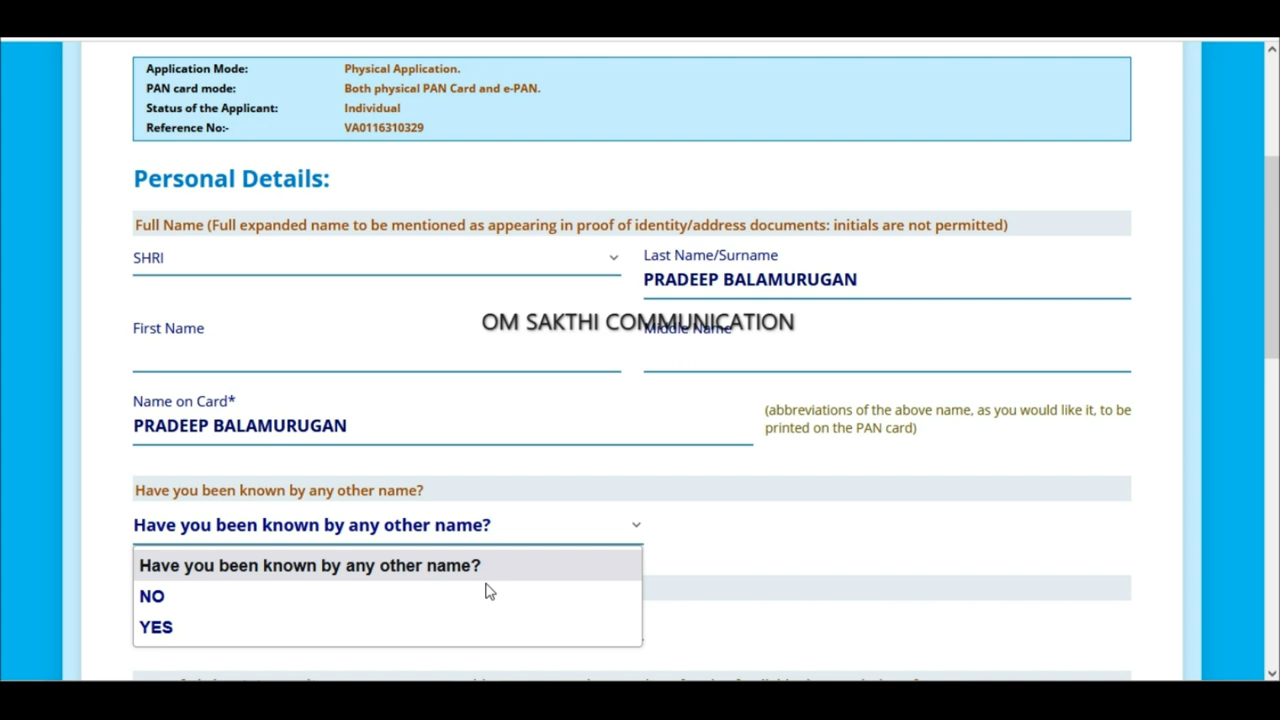 Application Mode: Physical Application.
PAN card mode: Both physical PAN Card and e-PAN.
Status of the Applicant: Individual
Reference No:- VA0116310329
Personal Details:
Full Name (Full expanded name to be mentioned as appearing in proof of identity/address documents: initials are not permitted)
SHRI
Last Name/Surname
PRADEEP BALAMURUGAN
OM SAKTHI COMMUNICATION
First Name
Middle Name
Name on Card*
PRADEEP BALAMURUGAN
(abbreviations of the above name, as you would like it, to be
printed on the PAN card)
Have you been known by any other name?
Have you been known by any other name?
Have you been known by any other name?
NO
YES